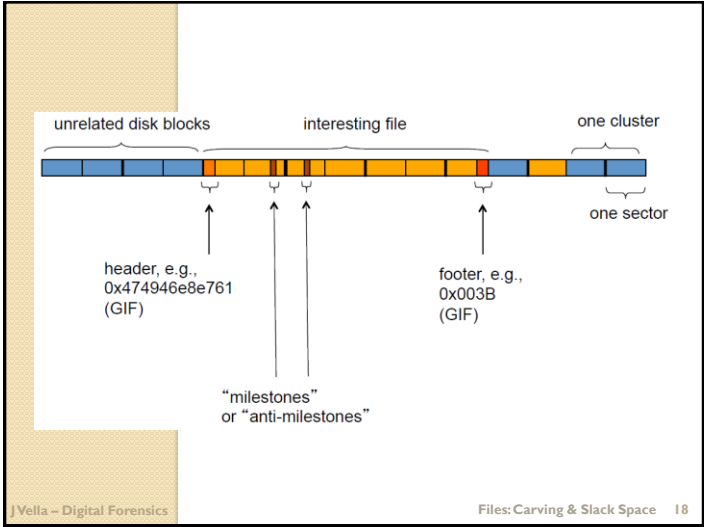 unrelated disk blocks
interesting file
one cluster
one sector
header, e.g.,
0x474946e8e761
(GIF)
footer, e.g.,
0x003B
(GIF)
“milestones”
or “anti-milestones”
J Vella – Digital Forensics
Files: Carving & Slack Space 18